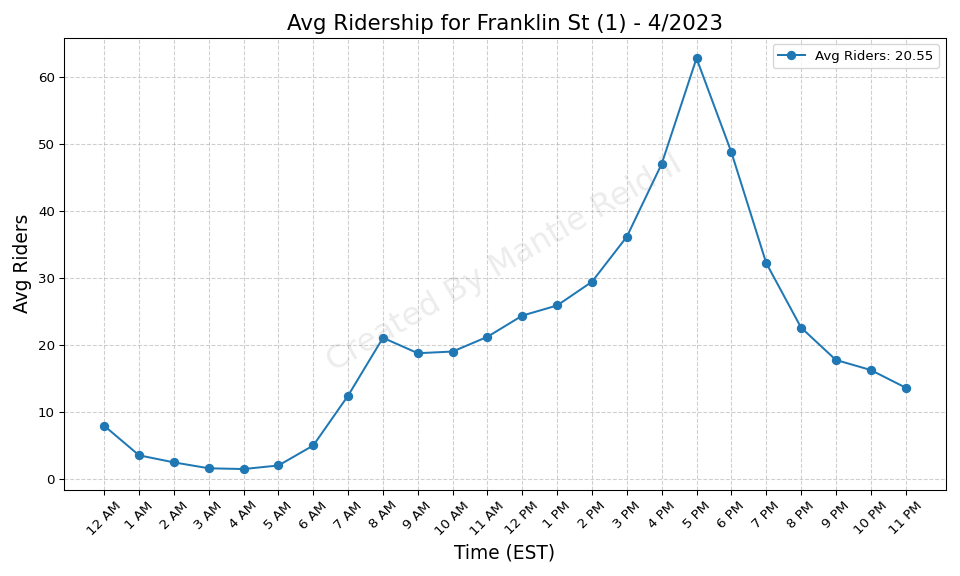 Avg Ridership for Franklin St (1) - 4/2023
Avg Riders: 20.55
Avg Riders
60
50
40
30
20
10
0
Created By Mantie Reid II
12 AM
1 AM
2 AM
3 AM
4 AM
5 AM
6 AM
7 AM
8 AM
9 AM
10 AM
11 AM
12 PM
1 PM
2 PM
3 PM
4 PM
5 PM
6 PM
7 PM
8 PM
9 PM
10 PM
11 PM
Time (EST)